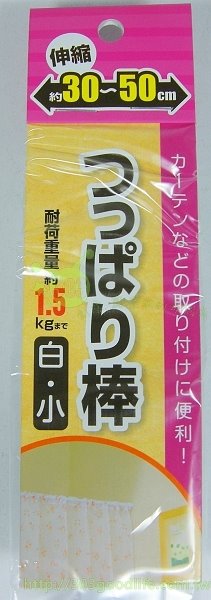 伸縮
約30～50cm
カーテンなどの取り付けに便利！
つっぱり棒
耐荷重量 約
1.5
kgまで
白・小